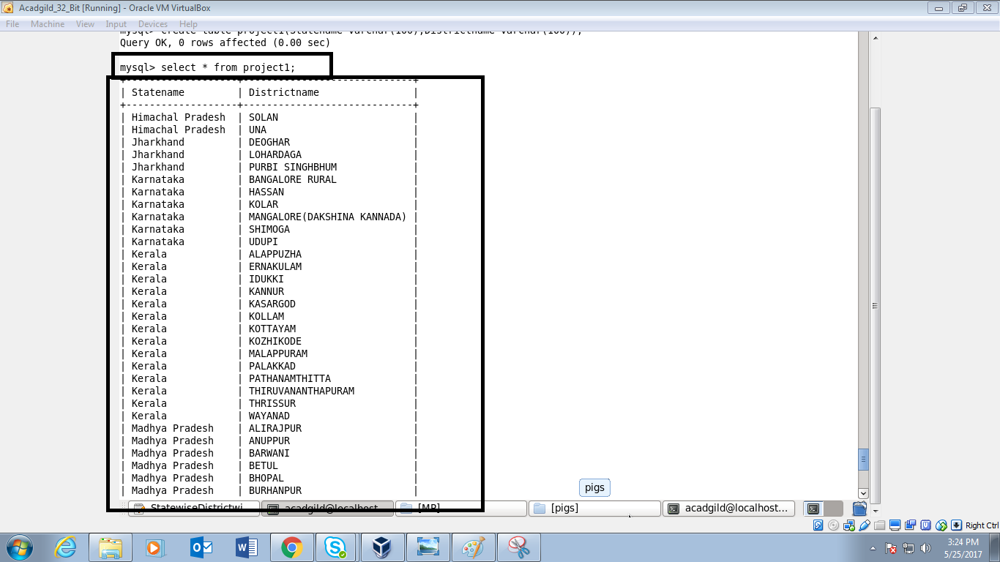 Acadgild_32_Bit [Running] - Oracle VM VirtualBox
File Machine View Input Devices Help
mysql> create table project1(Statename varchar(100),Districtname varchar(100));
Query OK, 0 rows affected (0.00 sec)
mysql> select * from project1;
+-------------------+-----------------------------+
| Statename | Districtname |
+-------------------+-----------------------------+
| Himachal Pradesh | SOLAN |
| Himachal Pradesh | UNA |
| Jharkhand | DEOGHAR |
| Jharkhand | LOHARDAGA |
| Jharkhand | PURBI SINGHBHUM |
| Karnataka | BANGALORE RURAL |
| Karnataka | HASSAN |
| Karnataka | KOLAR |
| Karnataka | MANGALORE(DAKSHINA KANNADA) |
| Karnataka | SHIMOGA |
| Karnataka | UDUPI |
| Kerala | ALAPPUZHA |
| Kerala | ERNAKULAM |
| Kerala | IDUKKI |
| Kerala | KANNUR |
| Kerala | KASARGOD |
| Kerala | KOLLAM |
| Kerala | KOTTAYAM |
| Kerala | KOZHIKODE |
| Kerala | MALAPPURAM |
| Kerala | PALAKKAD |
| Kerala | PATHANAMTHITTA |
| Kerala | THIRUVANANTHAPURAM |
| Kerala | THRISSUR |
| Kerala | WAYANAD |
| Madhya Pradesh | ALIRAJPUR |
| Madhya Pradesh | ANUPPUR |
| Madhya Pradesh | BARWANI |
| Madhya Pradesh | BETUL |
| Madhya Pradesh | BHOPAL |
| Madhya Pradesh | BURHANPUR |
pigs
StatewiseDistrictwi... acadgild@localhost... [MR] [pigs] acadgild@localhost...
Right Ctrl
3:24 PM
5/25/2017